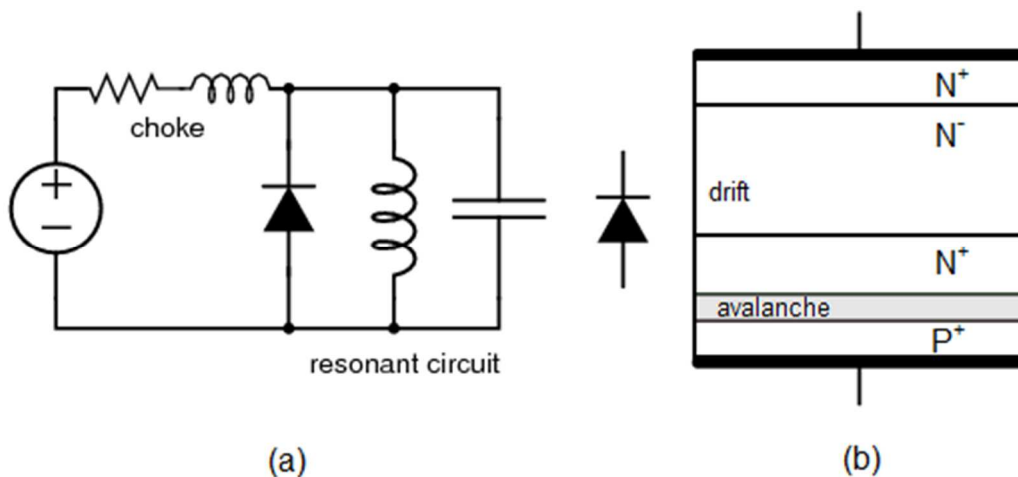 choke
+
−
resonant circuit
(a)
N⁺
N⁻
drift
N⁺
avalanche
P⁺
(b)